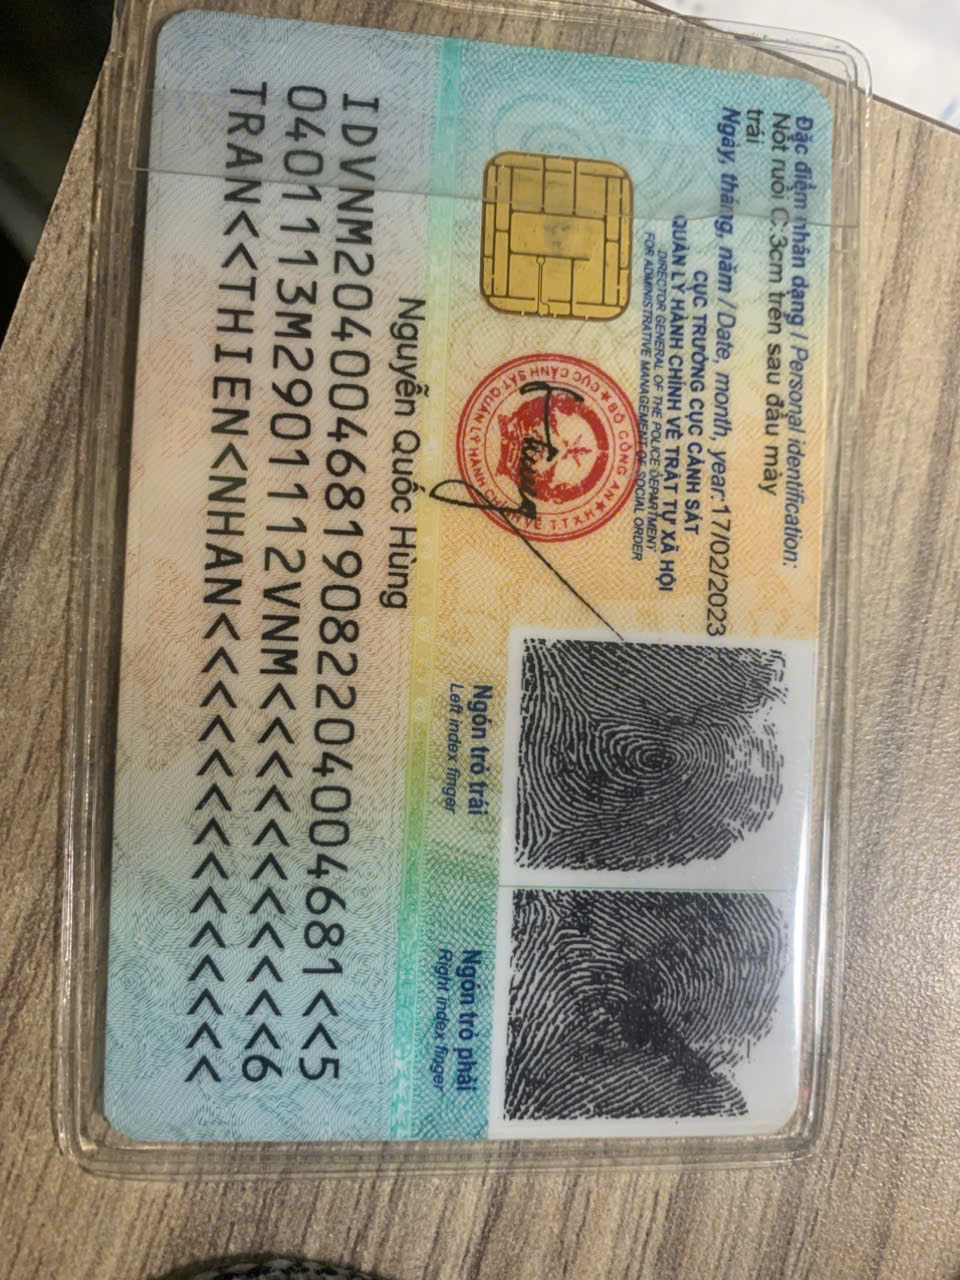 Đặc điểm nhân dạng / Personal identification:
Nốt ruồi C:3cm trên sau đầu mày
trái
Ngày, tháng, năm / Date, month, year:17/02/2023
CỤC TRƯỞNG CỤC CẢNH SÁT
QUẢN LÝ HÀNH CHÍNH VỀ TRẬT TỰ XÃ HỘI
DIRECTOR GENERAL OF THE POLICE DEPARTMENT
FOR ADMINISTRATIVE MANAGEMENT OF SOCIAL ORDER
BỘ CÔNG AN
CỤC CẢNH SÁT QUẢN LÝ HÀNH CHÍNH VỀ T.T.X.H
Ngón trỏ trái
Left index finger
Ngón trỏ phải
Right index finger
Nguyễn Quốc Hùng
IDVNM2040046819082204004681<<5
0401113M2901112VNM<<<<<<<<<<<6
TRAN<<THIEN<NHAN<<<<<<<<<<<<<<